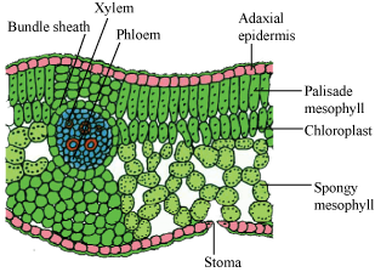 Xylem
Bundle sheath
Phloem
Adaxial
epidermis
Palisade
mesophyll
Chloroplast
Spongy
mesophyll
Stoma